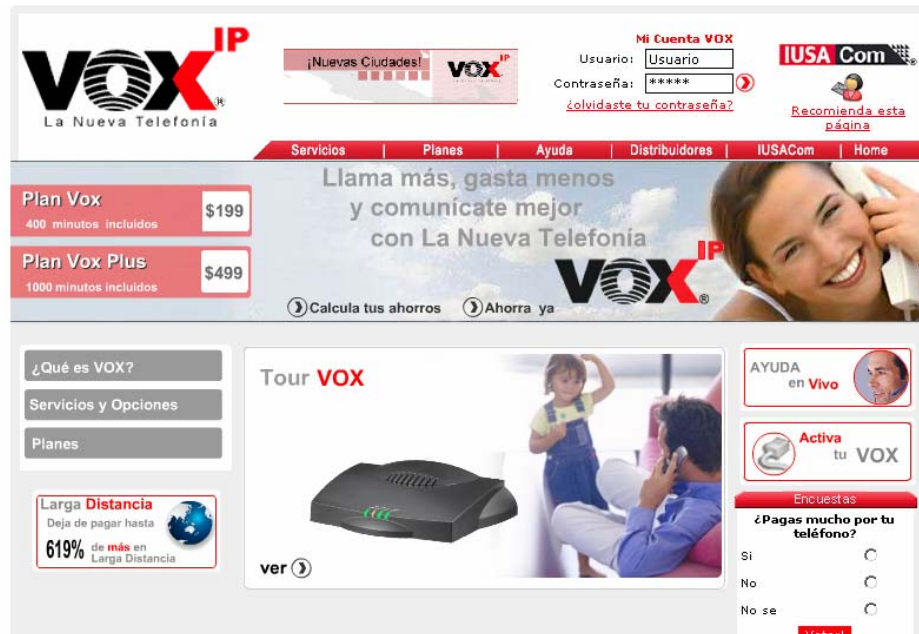 VOX IP
La Nueva Telefonía
¡Nuevas Ciudades!
VOX IP
Mi Cuenta VOX
Usuario: Usuario
Contraseña: *****
¿olvidaste tu contraseña?
IUSA Com
Recomienda esta
página
Servicios | Planes | Ayuda | Distribuidores | IUSACom | Home
Plan Vox
400 minutos incluidos
$199
Plan Vox Plus
1000 minutos incluidos
$499
Llama más, gasta menos
y comunícate mejor
con La Nueva Telefonía
VOX IP
Calcula tus ahorros
Ahorra ya
¿Qué es VOX?
Servicios y Opciones
Planes
Larga Distancia
Deja de pagar hasta
619% de más en
Larga Distancia
Tour VOX
ver
AYUDA
en Vivo
Activa
tu VOX
Encuestas
¿Pagas mucho por tu
teléfono?
Si
No
No se
Votar!